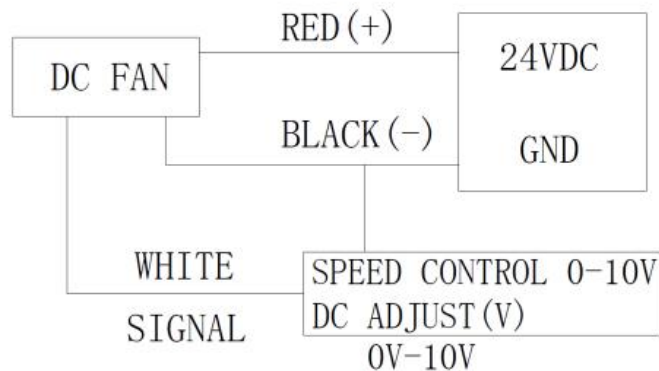 RED(+)
DC FAN
24VDC
BLACK(-)
GND
WHITE
SIGNAL
SPEED CONTROL 0-10V
DC ADJUST(V)
0V-10V